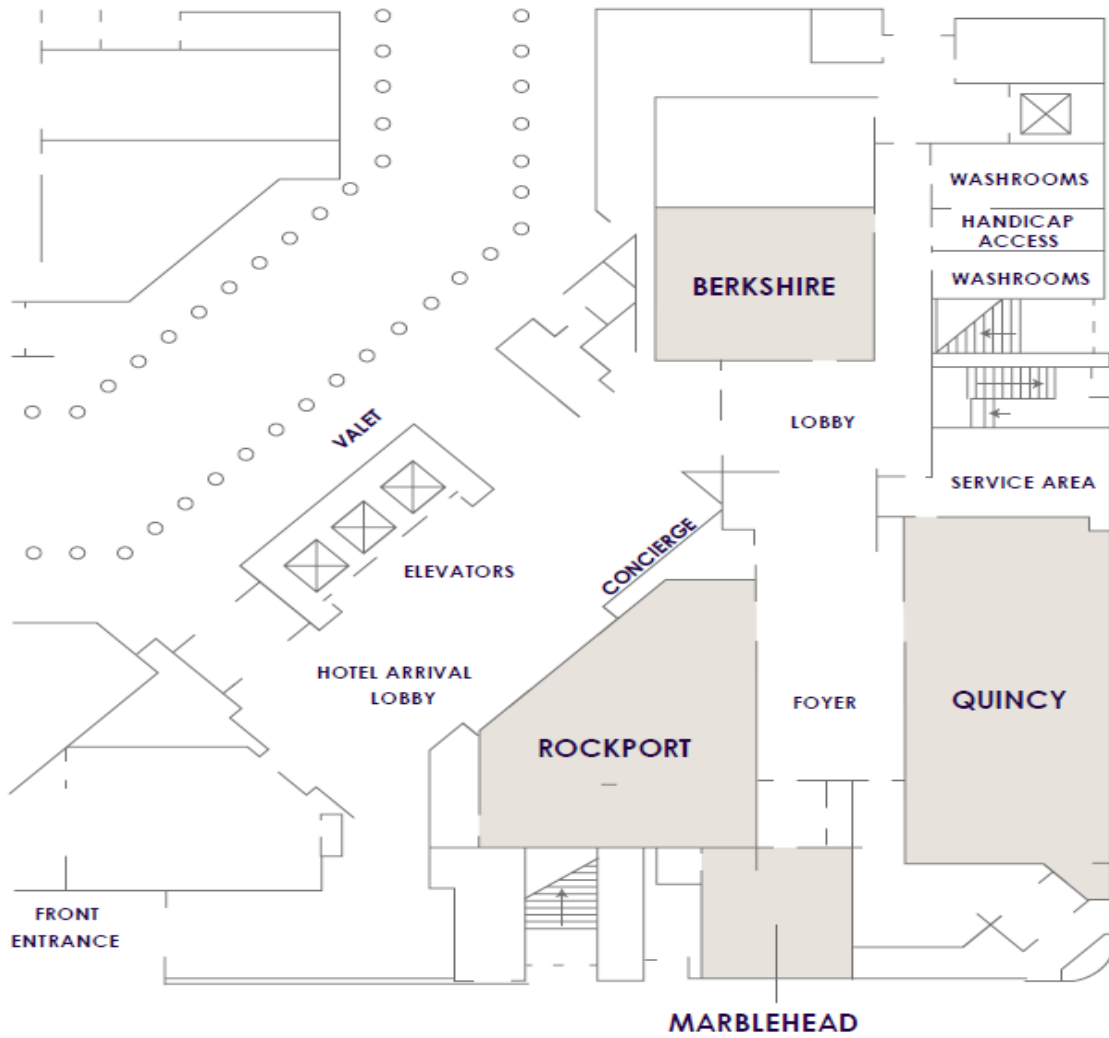 WASHROOMS
HANDICAP
ACCESS
WASHROOMS
BERKSHIRE
VALET
LOBBY
SERVICE AREA
CONCIERGE
ELEVATORS
HOTEL ARRIVAL
LOBBY
FOYER
QUINCY
ROCKPORT
FRONT
ENTRANCE
MARBLEHEAD